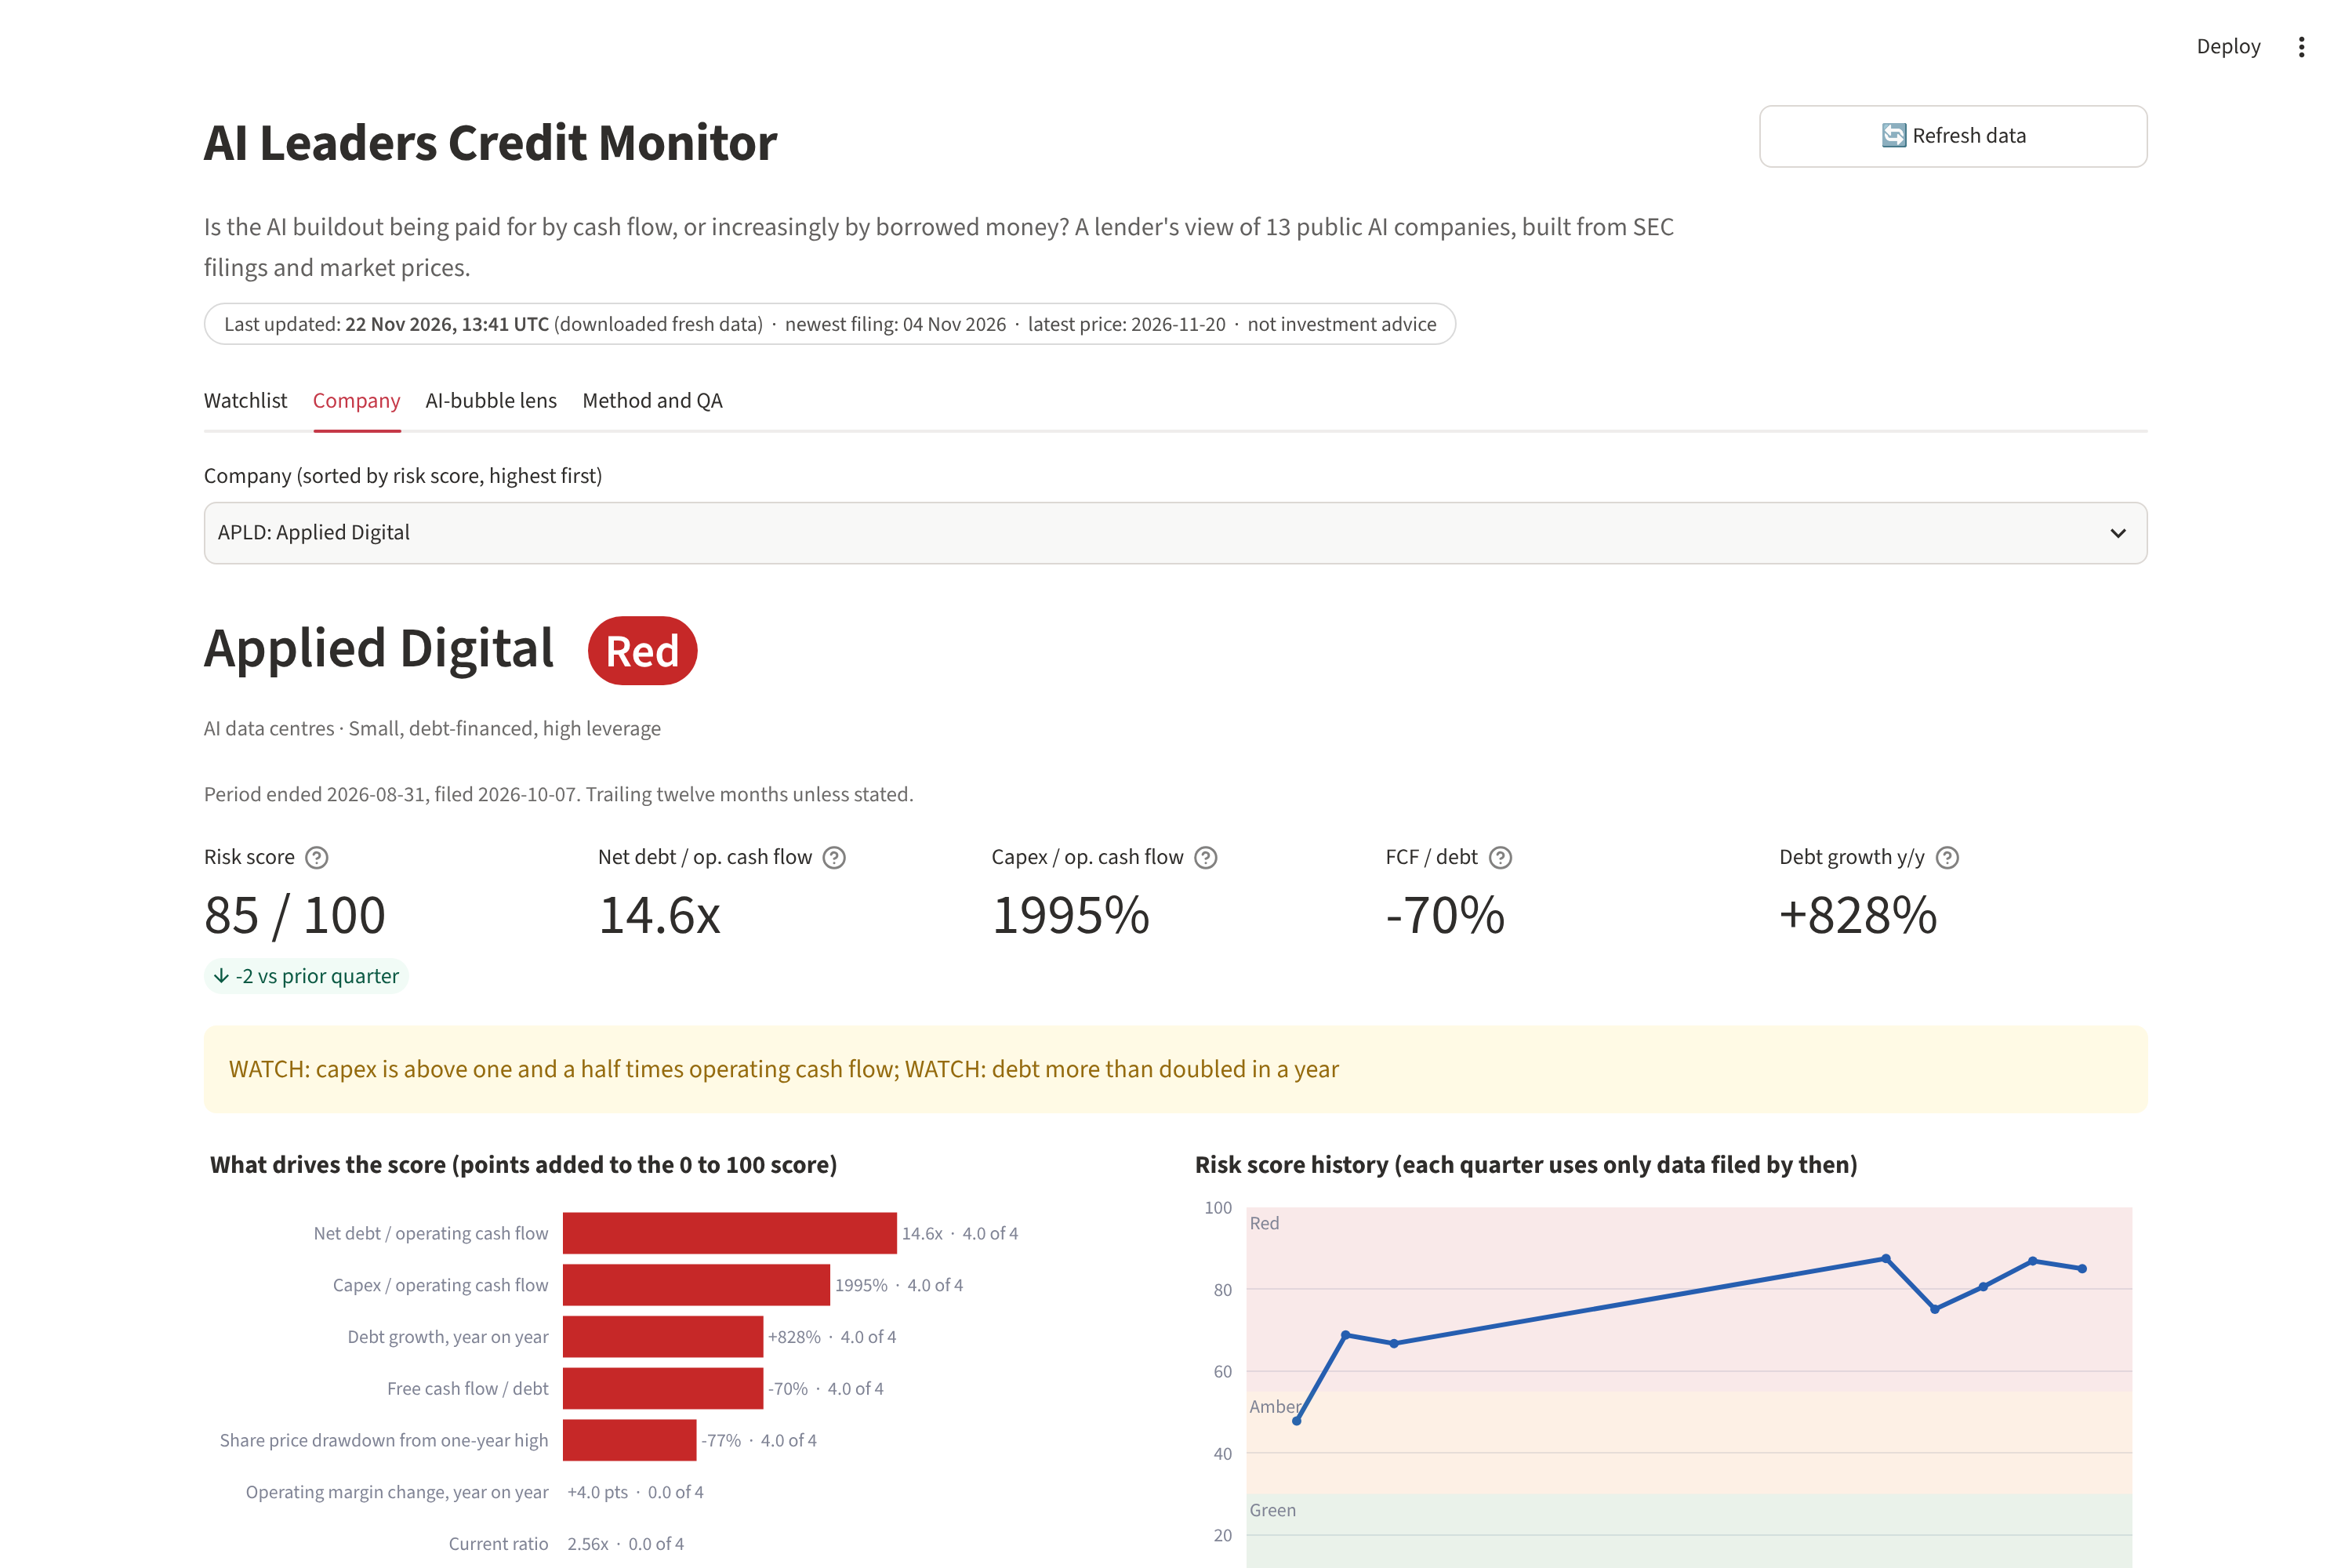 Deploy
AI Leaders Credit Monitor
Refresh data
Is the AI buildout being paid for by cash flow, or increasingly by borrowed money? A lender's view of 13 public AI companies, built from SEC
filings and market prices.
Last updated: 22 Nov 2026, 13:41 UTC (downloaded fresh data) · newest filing: 04 Nov 2026 · latest price: 2026-11-20 · not investment advice
Watchlist Company AI-bubble lens Method and QA
Company (sorted by risk score, highest first)
APLD: Applied Digital
Applied Digital Red
AI data centres · Small, debt-financed, high leverage
Period ended 2026-08-31, filed 2026-10-07. Trailing twelve months unless stated.
Risk score ? Net debt / op. cash flow ? Capex / op. cash flow ? FCF / debt ? Debt growth y/y ?
85 / 100 14.6x 1995% -70% +828%
↓ -2 vs prior quarter
WATCH: capex is above one and a half times operating cash flow; WATCH: debt more than doubled in a year
What drives the score (points added to the 0 to 100 score)
Net debt / operating cash flow 14.6x · 4.0 of 4
Capex / operating cash flow 1995% · 4.0 of 4
Debt growth, year on year +828% · 4.0 of 4
Free cash flow / debt -70% · 4.0 of 4
Share price drawdown from one-year high -77% · 4.0 of 4
Operating margin change, year on year +4.0 pts · 0.0 of 4
Current ratio 2.56x · 0.0 of 4
Risk score history (each quarter uses only data filed by then)
100
Red
80
60
Amber
40
Green
20